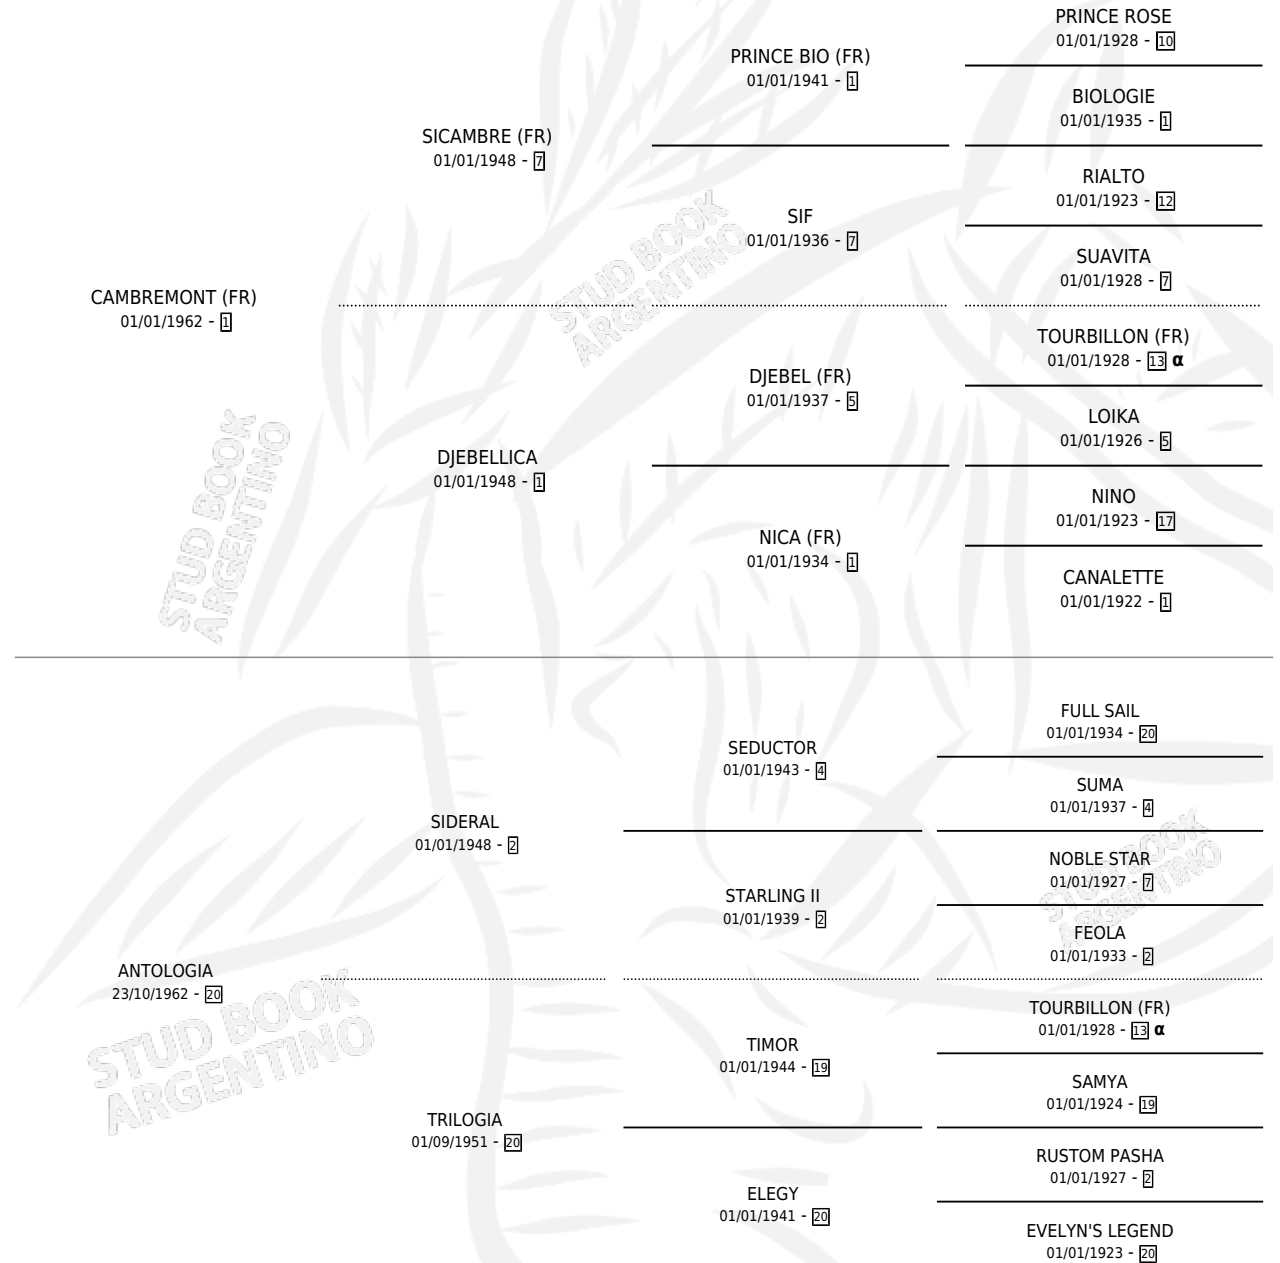 PRINCE ROSE
01/01/1928 - 10
PRINCE BIO (FR)
01/01/1941 - 1
BIOLOGIE
01/01/1935 - 1
SICAMBRE (FR)
01/01/1948 - 7
RIALTO
01/01/1923 - 12
SIF
01/01/1936 - 7
SUAVITA
01/01/1928 - 7
CAMBREMONT (FR)
01/01/1962 - 1
TOURBILLON (FR)
01/01/1928 - 13 α
DJEBEL (FR)
01/01/1937 - 5
LOIKA
01/01/1926 - 5
DJEBELLICA
01/01/1948 - 1
NINO
01/01/1923 - 17
NICA (FR)
01/01/1934 - 1
CANALETTE
01/01/1922 - 1
FULL SAIL
01/01/1934 - 20
SEDUCTOR
01/01/1943 - 4
SUMA
01/01/1937 - 4
SIDERAL
01/01/1948 - 2
NOBLE STAR
01/01/1927 - 7
STARLING II
01/01/1939 - 2
FEOLA
01/01/1933 - 2
ANTOLOGIA
23/10/1962 - 20
TOURBILLON (FR)
01/01/1928 - 13 α
TIMOR
01/01/1944 - 19
SAMYA
01/01/1924 - 19
TRILOGIA
01/09/1951 - 20
RUSTOM PASHA
01/01/1927 - 2
ELEGY
01/01/1941 - 20
EVELYN'S LEGEND
01/01/1923 - 20
STUD BOOK
ARGENTINO
STUD BOOK
ARGENTINO
STUD BOOK
ARGENTINO
STUD BOOK
ARGENTINO